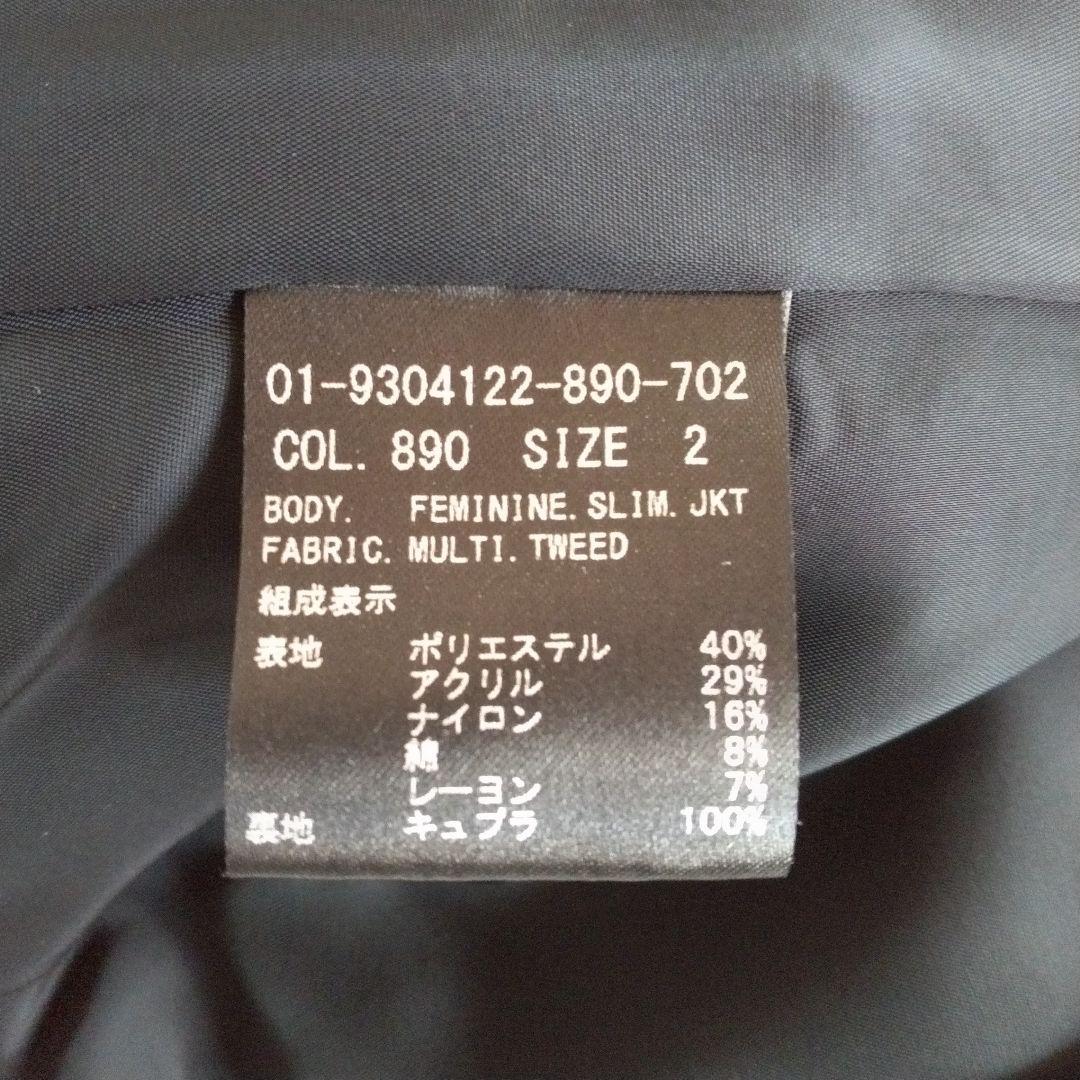 01-9304122-890-702
COL. 890 SIZE 2
BODY. FEMININE. SLIM. JKT
FABRIC. MULTI. TWEED
組成表示
表地 ポリエステル 40%
アクリル 29%
ナイロン 16%
綿 8%
レーヨン 7%
裏地 キュプラ 100%